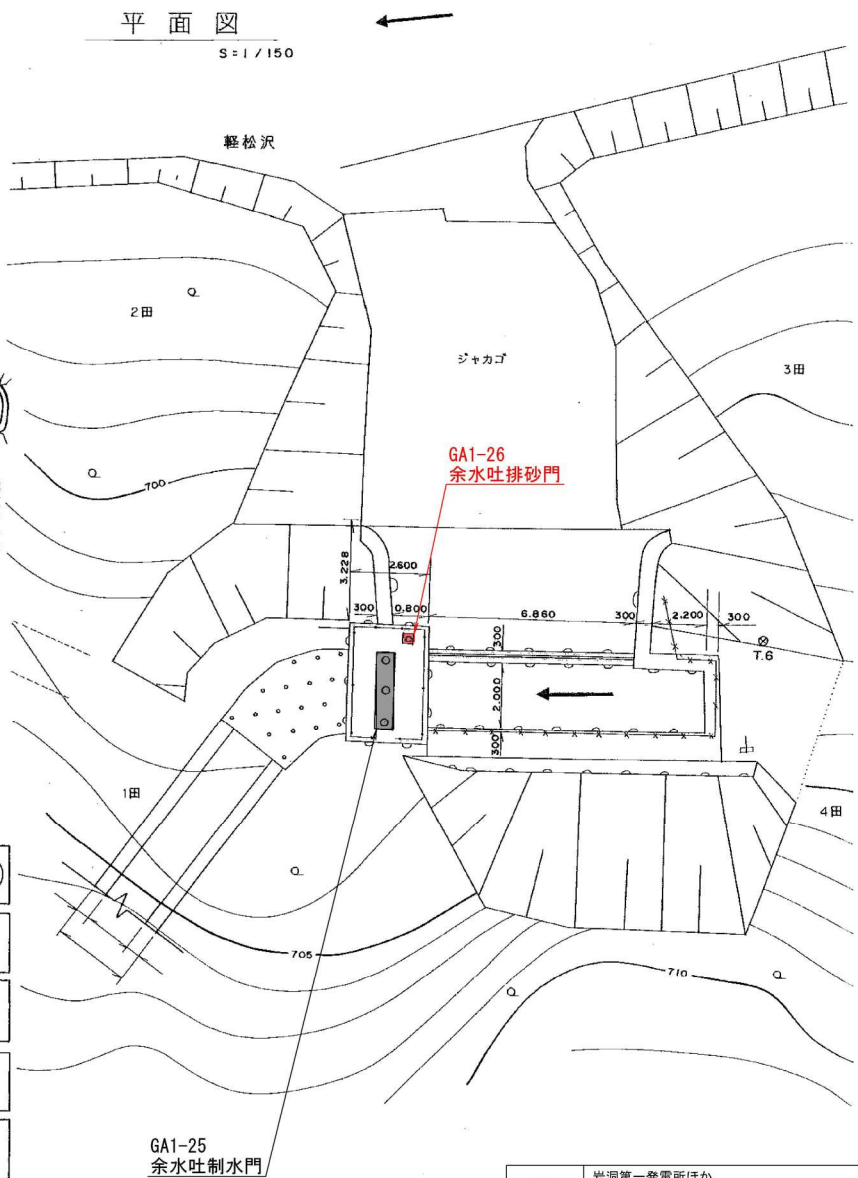 平面図
S=1/150
軽松沢
2田
ジャカゴ
3田
GA1-26
余水吐排砂門
700
3.228
2.600
300
0.800
6.860
300
2.200
300
300
T.6
2.000
300
1田
4田
705
710
GA1-25
余水吐制水門
岩洞第一発電所ほか